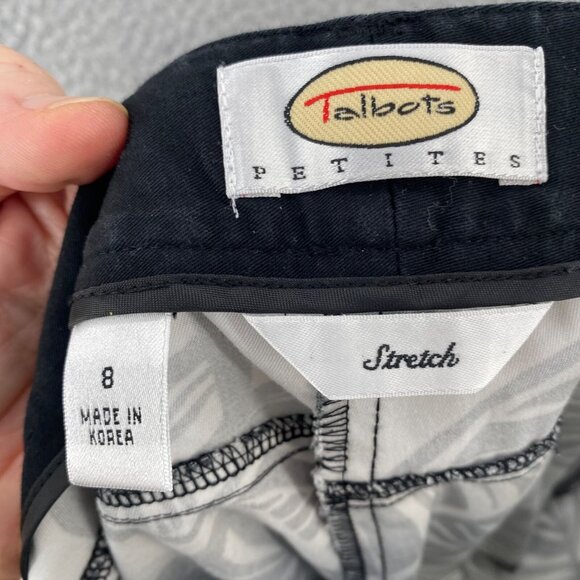 Talbots
PETITES
Stretch
8
MADE IN
KOREA